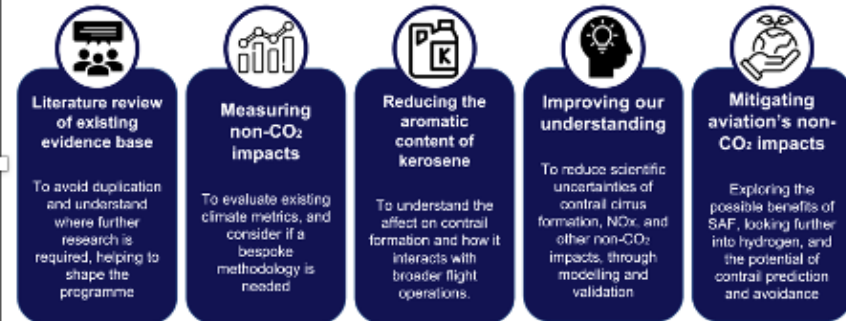 Literature review
of existing
evidence base
To avoid duplication
and understand
where further
research is
required, helping to
shape the
programme
Measuring
non-CO₂
impacts
To evaluate existing
climate metrics, and
consider if a
bespoke
methodology is
needed
K
Reducing the
aromatic
content of
kerosene
To understand the
affect on contrail
formation and how it
interacts with
broader flight
operations.
Improving our
understanding
To reduce scientific
uncertainties of
contrail cirrus
formation, NOx, and
other non-CO₂
impacts, through
modelling and
validation
Mitigating
aviation's non-
CO₂ impacts
Exploring the
possible benefits of
SAF, looking further
into hydrogen, and
the potential of
contrail prediction
and avoidance